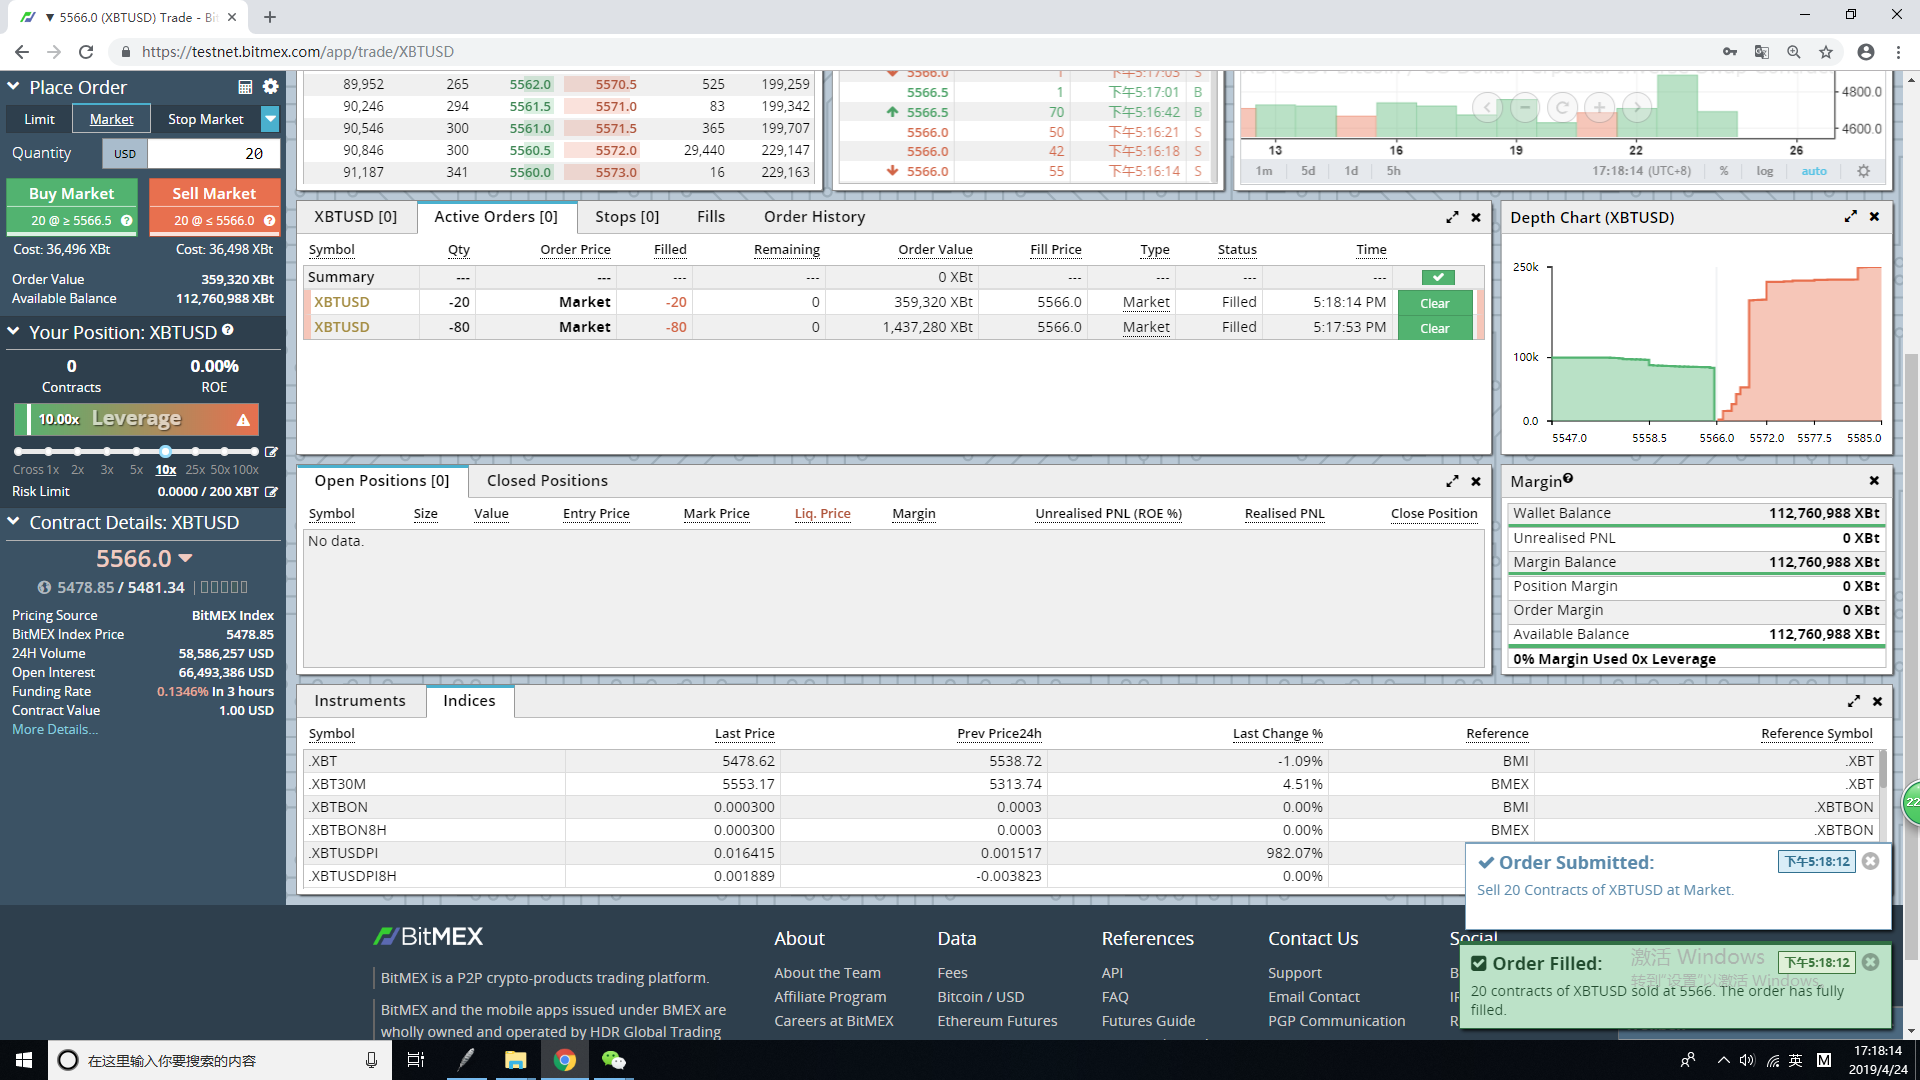 ▼ 5566.0 (XBTUSD) Trade - Bi
https://testnet.bitmex.com/app/trade/XBTUSD
Place Order
Limit Market Stop Market
Quantity USD 20
Buy Market Sell Market
20 @ ≥ 5566.5 20 @ ≤ 5566.0
Cost: 36,496 XBt Cost: 36,498 XBt
Order Value 359,320 XBt
Available Balance 112,760,988 XBt
Your Position: XBTUSD
0 0.00%
Contracts ROE
10.00x Leverage
Cross 1x 2x 3x 5x 10x 25x 50x 100x
Risk Limit 0.0000 / 200 XBT
Contract Details: XBTUSD
5566.0
5478.85 / 5481.34
Pricing Source BitMEX Index
BitMEX Index Price 5478.85
24H Volume 58,586,257 USD
Open Interest 66,493,386 USD
Funding Rate 0.1346% In 3 hours
Contract Value 1.00 USD
More Details...
89,952 265 5562.0 5570.5 525 199,259
90,246 294 5561.5 5571.0 83 199,342
90,546 300 5561.0 5571.5 365 199,707
90,846 300 5560.5 5572.0 29,440 229,147
91,187 341 5560.0 5573.0 16 229,163
5566.0 1 下午5:17:03 S
5566.5 1 下午5:17:01 B
5566.5 70 下午5:16:42 B
5566.0 50 下午5:16:21 S
5566.0 42 下午5:16:18 S
5566.0 55 下午5:16:14 S
4800.0
4600.0
13 16 19 22 26
1m 5d 1d 5h 17:18:14 (UTC+8) % log auto
XBTUSD [0] Active Orders [0] Stops [0] Fills Order History
Symbol Qty Order Price Filled Remaining Order Value Fill Price Type Status Time
Summary --- --- --- --- 0 XBt --- --- --- ---
XBTUSD -20 Market -20 0 359,320 XBt 5566.0 Market Filled 5:18:14 PM Clear
XBTUSD -80 Market -80 0 1,437,280 XBt 5566.0 Market Filled 5:17:53 PM Clear
Depth Chart (XBTUSD)
250k
100k
0.0
5547.0 5558.5 5566.0 5572.0 5577.5 5585.0
Open Positions [0] Closed Positions
Symbol Size Value Entry Price Mark Price Liq. Price Margin Unrealised PNL (ROE %) Realised PNL Close Position
No data.
Margin
Wallet Balance 112,760,988 XBt
Unrealised PNL 0 XBt
Margin Balance 112,760,988 XBt
Position Margin 0 XBt
Order Margin 0 XBt
Available Balance 112,760,988 XBt
0% Margin Used 0x Leverage
Instruments Indices
Symbol Last Price Prev Price24h Last Change % Reference Reference Symbol
.XBT 5478.62 5538.72 -1.09% BMI .XBT
.XBT30M 5553.17 5313.74 4.51% BMEX .XBT
.XBTBON 0.000300 0.0003 0.00% BMI .XBTBON
.XBTBON8H 0.000300 0.0003 0.00% BMEX .XBTBON
.XBTUSDPI 0.016415 0.001517 982.07%
.XBTUSDPI8H 0.001889 -0.003823 0.00%
22
Order Submitted: 下午5:18:12
Sell 20 Contracts of XBTUSD at Market.
Order Filled: 下午5:18:12
20 contracts of XBTUSD sold at 5566. The order has fully
filled.
激活 Windows
转到"设置"以激活 Windows。
BitMEX
BitMEX is a P2P crypto-products trading platform.
BitMEX and the mobile apps issued under BMEX are
wholly owned and operated by HDR Global Trading
About
About the Team
Affiliate Program
Careers at BitMEX
Data
Fees
Bitcoin / USD
Ethereum Futures
References
API
FAQ
Futures Guide
Contact Us
Support
Email Contact
PGP Communication
Social
在这里输入你要搜索的内容
英 M
17:18:14
2019/4/24